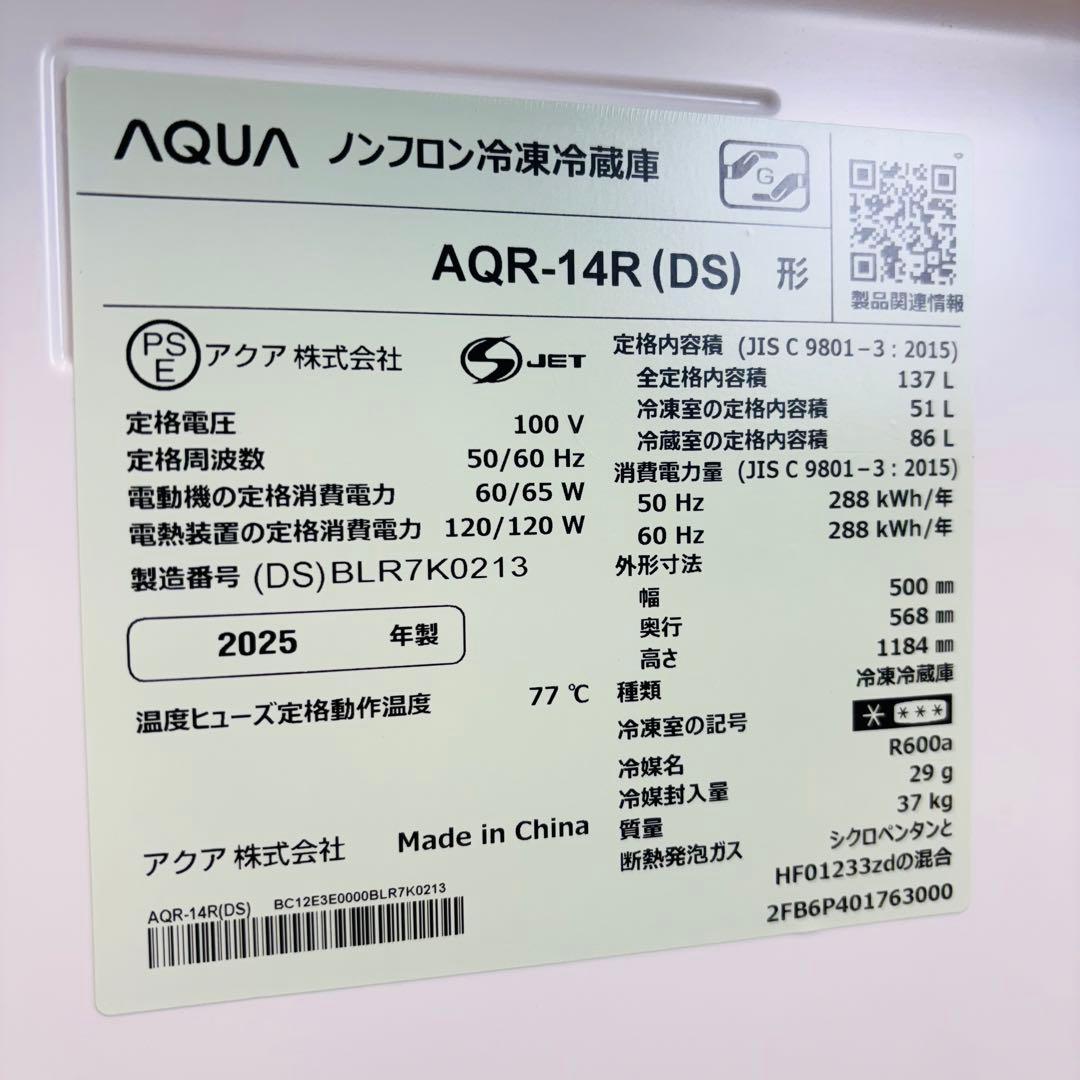 AQUA ノンフロン冷凍冷蔵庫
G
AQR-14R (DS) 形
製品関連情報
PSE アクア 株式会社
S JET
定格電圧 100 V
定格周波数 50/60 Hz
電動機の定格消費電力 60/65 W
電熱装置の定格消費電力 120/120 W
製造番号 (DS) BLR7K0213
2025 年製
温度ヒューズ定格動作温度 77 ℃
アクア 株式会社 Made in China
AQR-14R(DS) BC12E3E0000BLR7K0213
定格内容積 (JIS C 9801−3 : 2015)
全定格内容積 137 L
冷凍室の定格内容積 51 L
冷蔵室の定格内容積 86 L
消費電力量 (JIS C 9801−3 : 2015)
50 Hz 288 kWh/年
60 Hz 288 kWh/年
外形寸法
幅 500 ㎜
奥行 568 ㎜
高さ 1184 ㎜
種類 冷凍冷蔵庫
冷凍室の記号 * ***
冷媒名 R600a
冷媒封入量 29 g
質量 37 kg
断熱発泡ガス シクロペンタンと
HFO1233zdの混合
2FB6P401763000